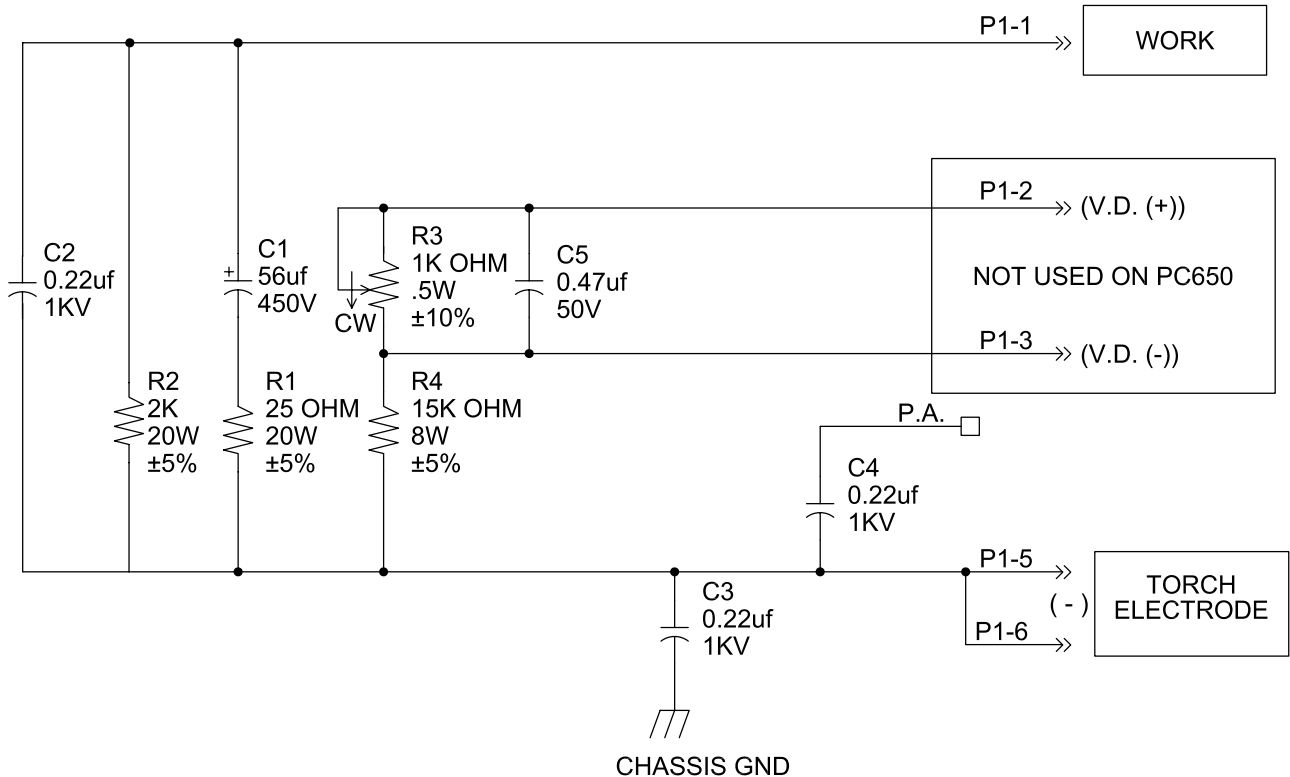 P1-1
WORK
P1-2
(V.D. (+))
NOT USED ON PC650
P1-3
(V.D. (-))
C2
0.22uf
1KV
C1
+
56uf
450V
R3
1K OHM
.5W
±10%
CW
C5
0.47uf
50V
R2
2K
20W
±5%
R1
25 OHM
20W
±5%
R4
15K OHM
8W
±5%
P.A.
C4
0.22uf
1KV
P1-5
( - )
P1-6
TORCH
ELECTRODE
C3
0.22uf
1KV
CHASSIS GND